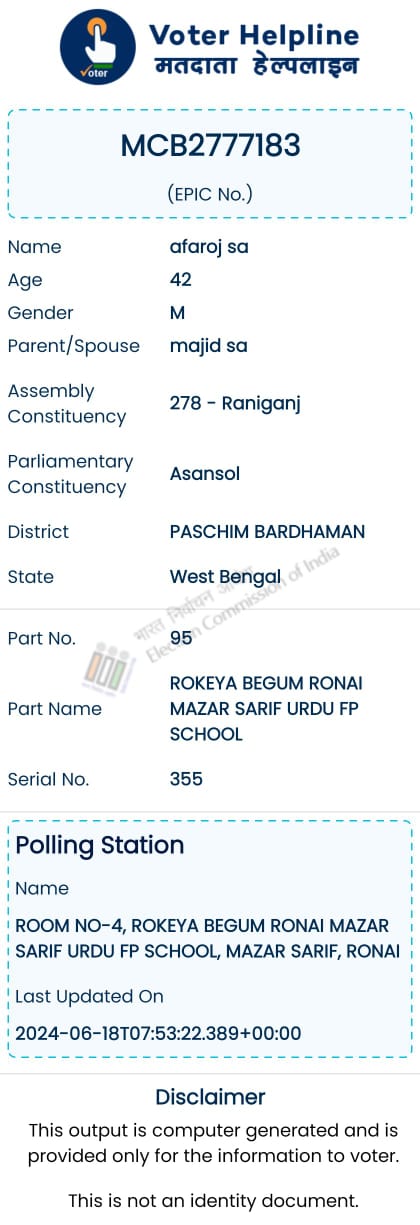 Voter
Voter Helpline
मतदाता हेल्पलाइन
MCB2777183
(EPIC No.)
Name afaroj sa
Age 42
Gender M
Parent/Spouse majid sa
Assembly
Constituency 278 - Raniganj
Parliamentary
Constituency Asansol
District PASCHIM BARDHAMAN
State West Bengal
भारत निर्वाचन आयोग
Election Commission of India
Part No. 95
Part Name ROKEYA BEGUM RONAI
MAZAR SARIF URDU FP
SCHOOL
Serial No. 355
Polling Station
Name
ROOM NO-4, ROKEYA BEGUM RONAI MAZAR
SARIF URDU FP SCHOOL, MAZAR SARIF, RONAI
Last Updated On
2024-06-18T07:53:22.389+00:00
Disclaimer
This output is computer generated and is
provided only for the information to voter.
This is not an identity document.